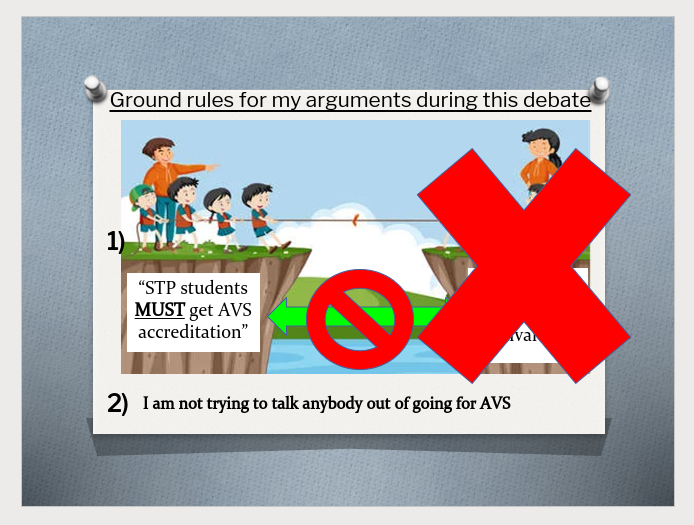 Ground rules for my arguments during this debate
1)
“STP students
MUST get AVS
accreditation”
2) I am not trying to talk anybody out of going for AVS